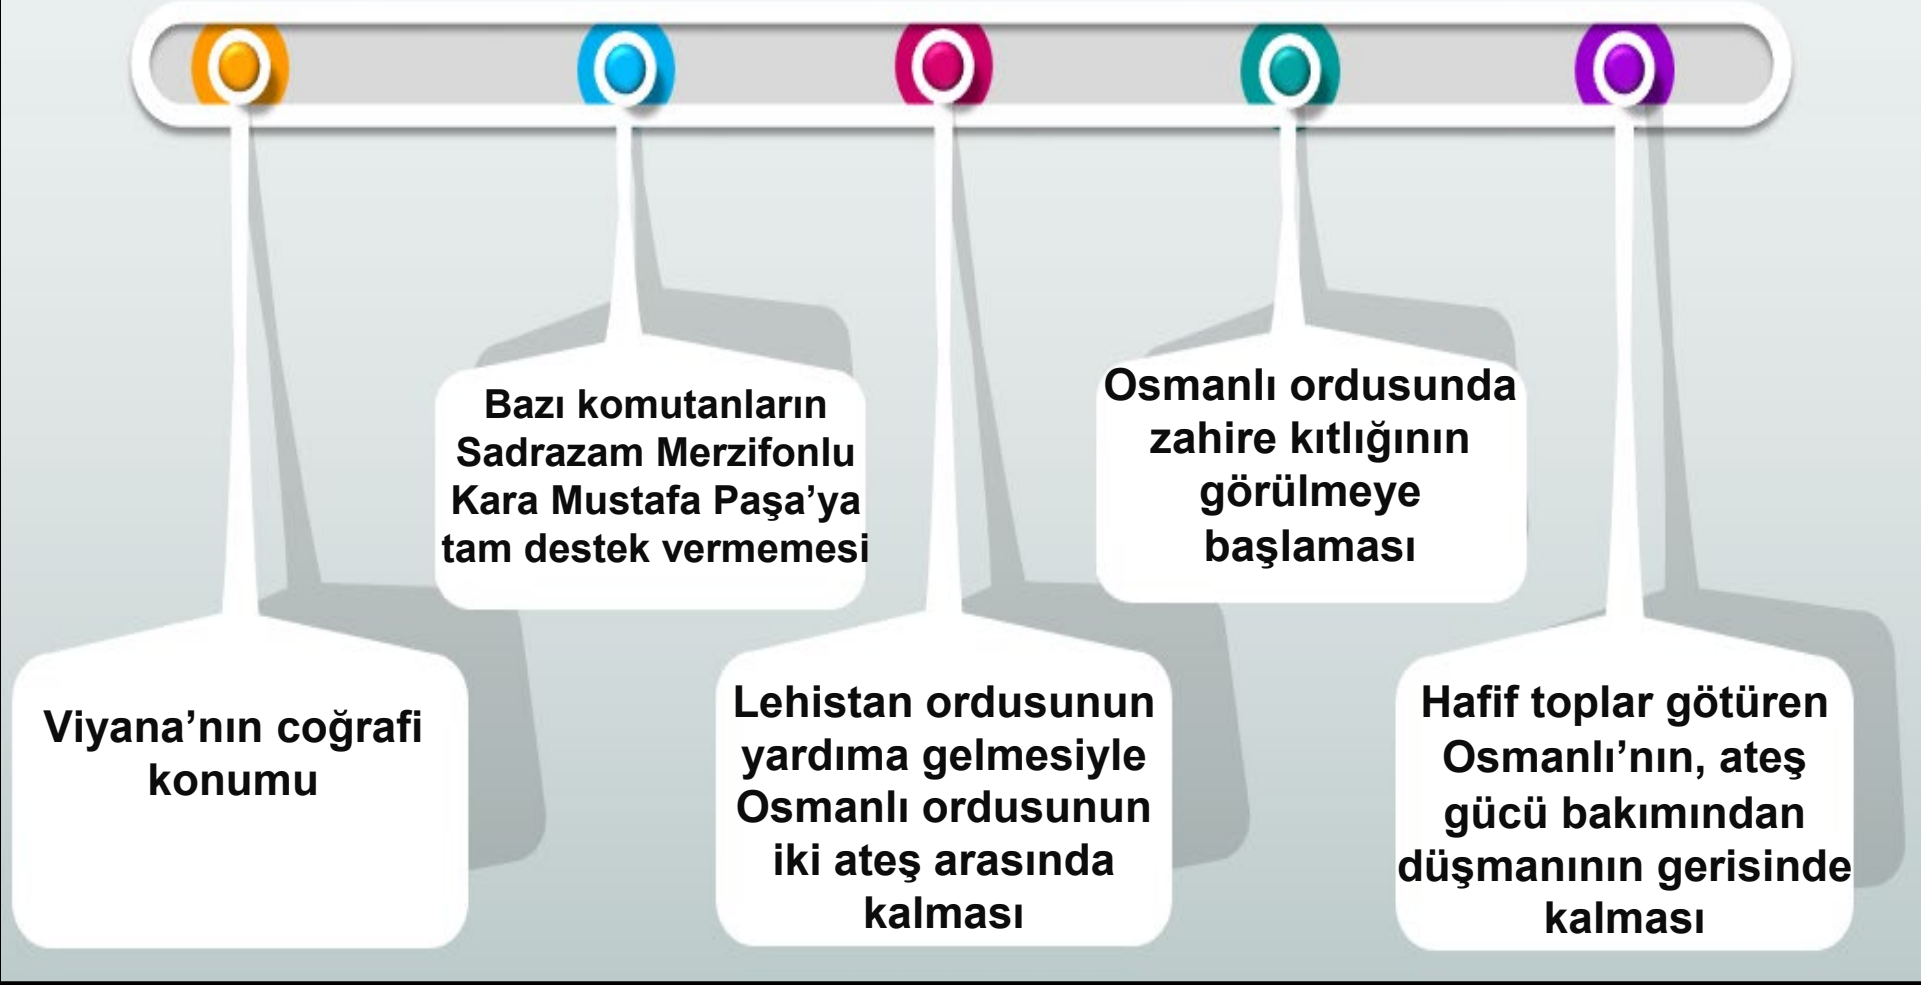 Viyana’nın coğrafi
konumu
Bazı komutanların
Sadrazam Merzifonlu
Kara Mustafa Paşa’ya
tam destek vermemesi
Lehistan ordusunun
yardıma gelmesiyle
Osmanlı ordusunun
iki ateş arasında
kalması
Osmanlı ordusunda
zahire kıtlığının
görülmeye
başlaması
Hafif toplar götüren
Osmanlı’nın, ateş
gücü bakımından
düşmanının gerisinde
kalması